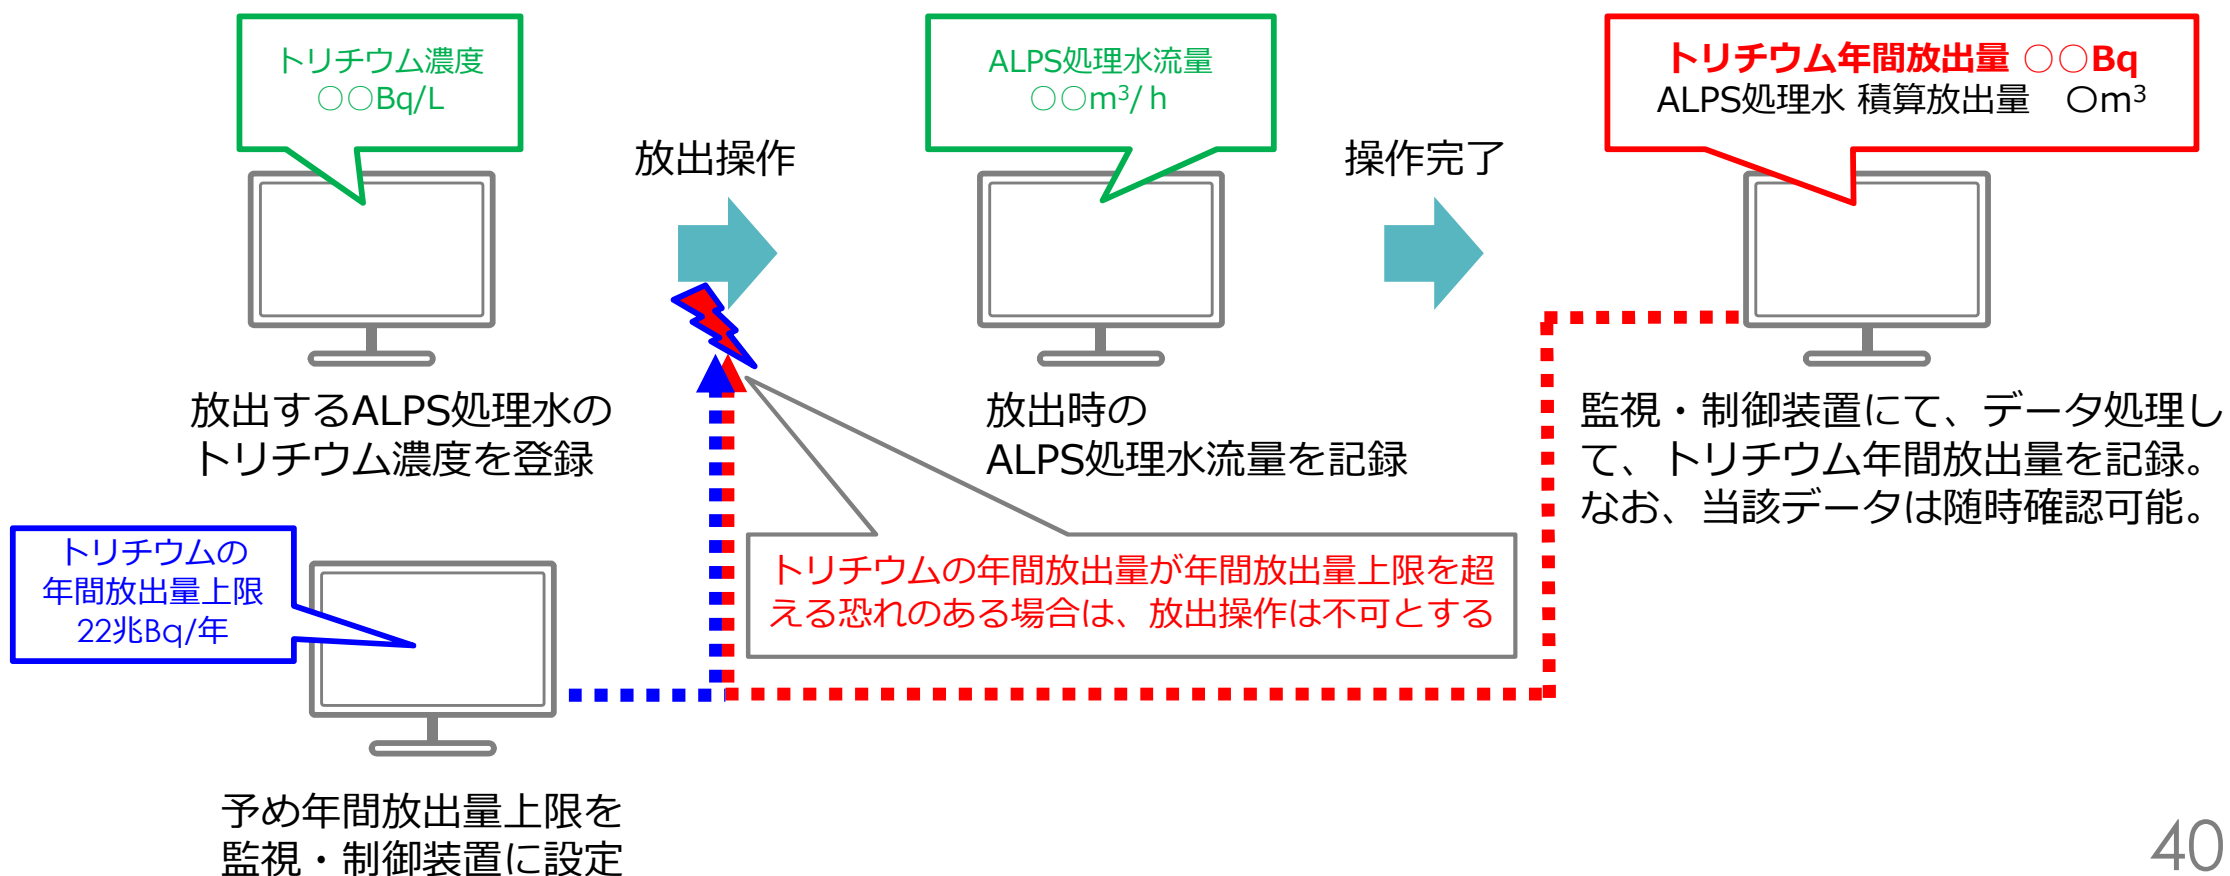 トリチウム濃度
○○Bq/L
ALPS処理水流量
○○m³/ h
トリチウム年間放出量 ○○Bq
ALPS処理水 積算放出量　〇m³
放出操作
操作完了
放出するALPS処理水の
トリチウム濃度を登録
放出時の
ALPS処理水流量を記録
監視・制御装置にて、データ処理し
て、トリチウム年間放出量を記録。
なお、当該データは随時確認可能。
トリチウムの
年間放出量上限
22兆Bq/年
トリチウムの年間放出量が年間放出量上限を超
える恐れのある場合は、放出操作は不可とする
予め年間放出量上限を
監視・制御装置に設定
40